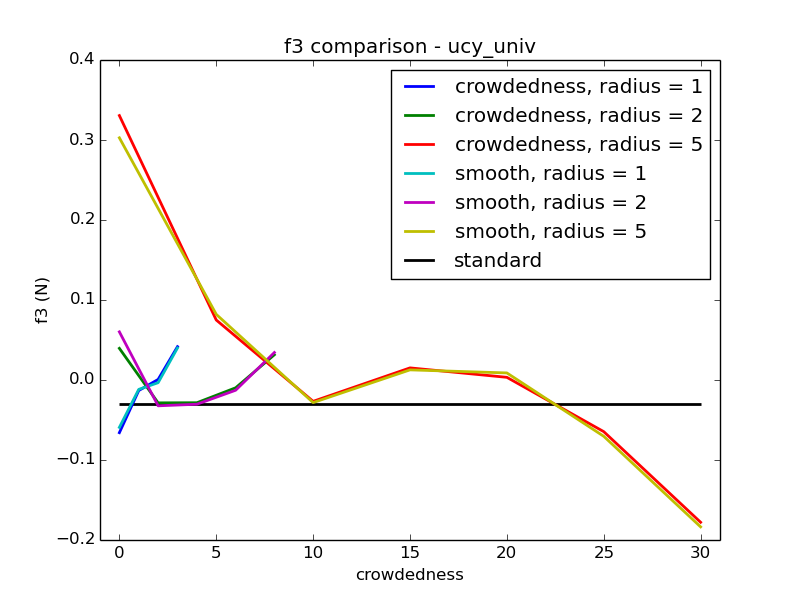 f3 comparison - ucy_univ
0.4
0.3
0.2
0.1
0.0
−0.1
−0.2
f3 (N)
crowdedness, radius = 1
crowdedness, radius = 2
crowdedness, radius = 5
smooth, radius = 1
smooth, radius = 2
smooth, radius = 5
standard
0 5 10 15 20 25 30
crowdedness